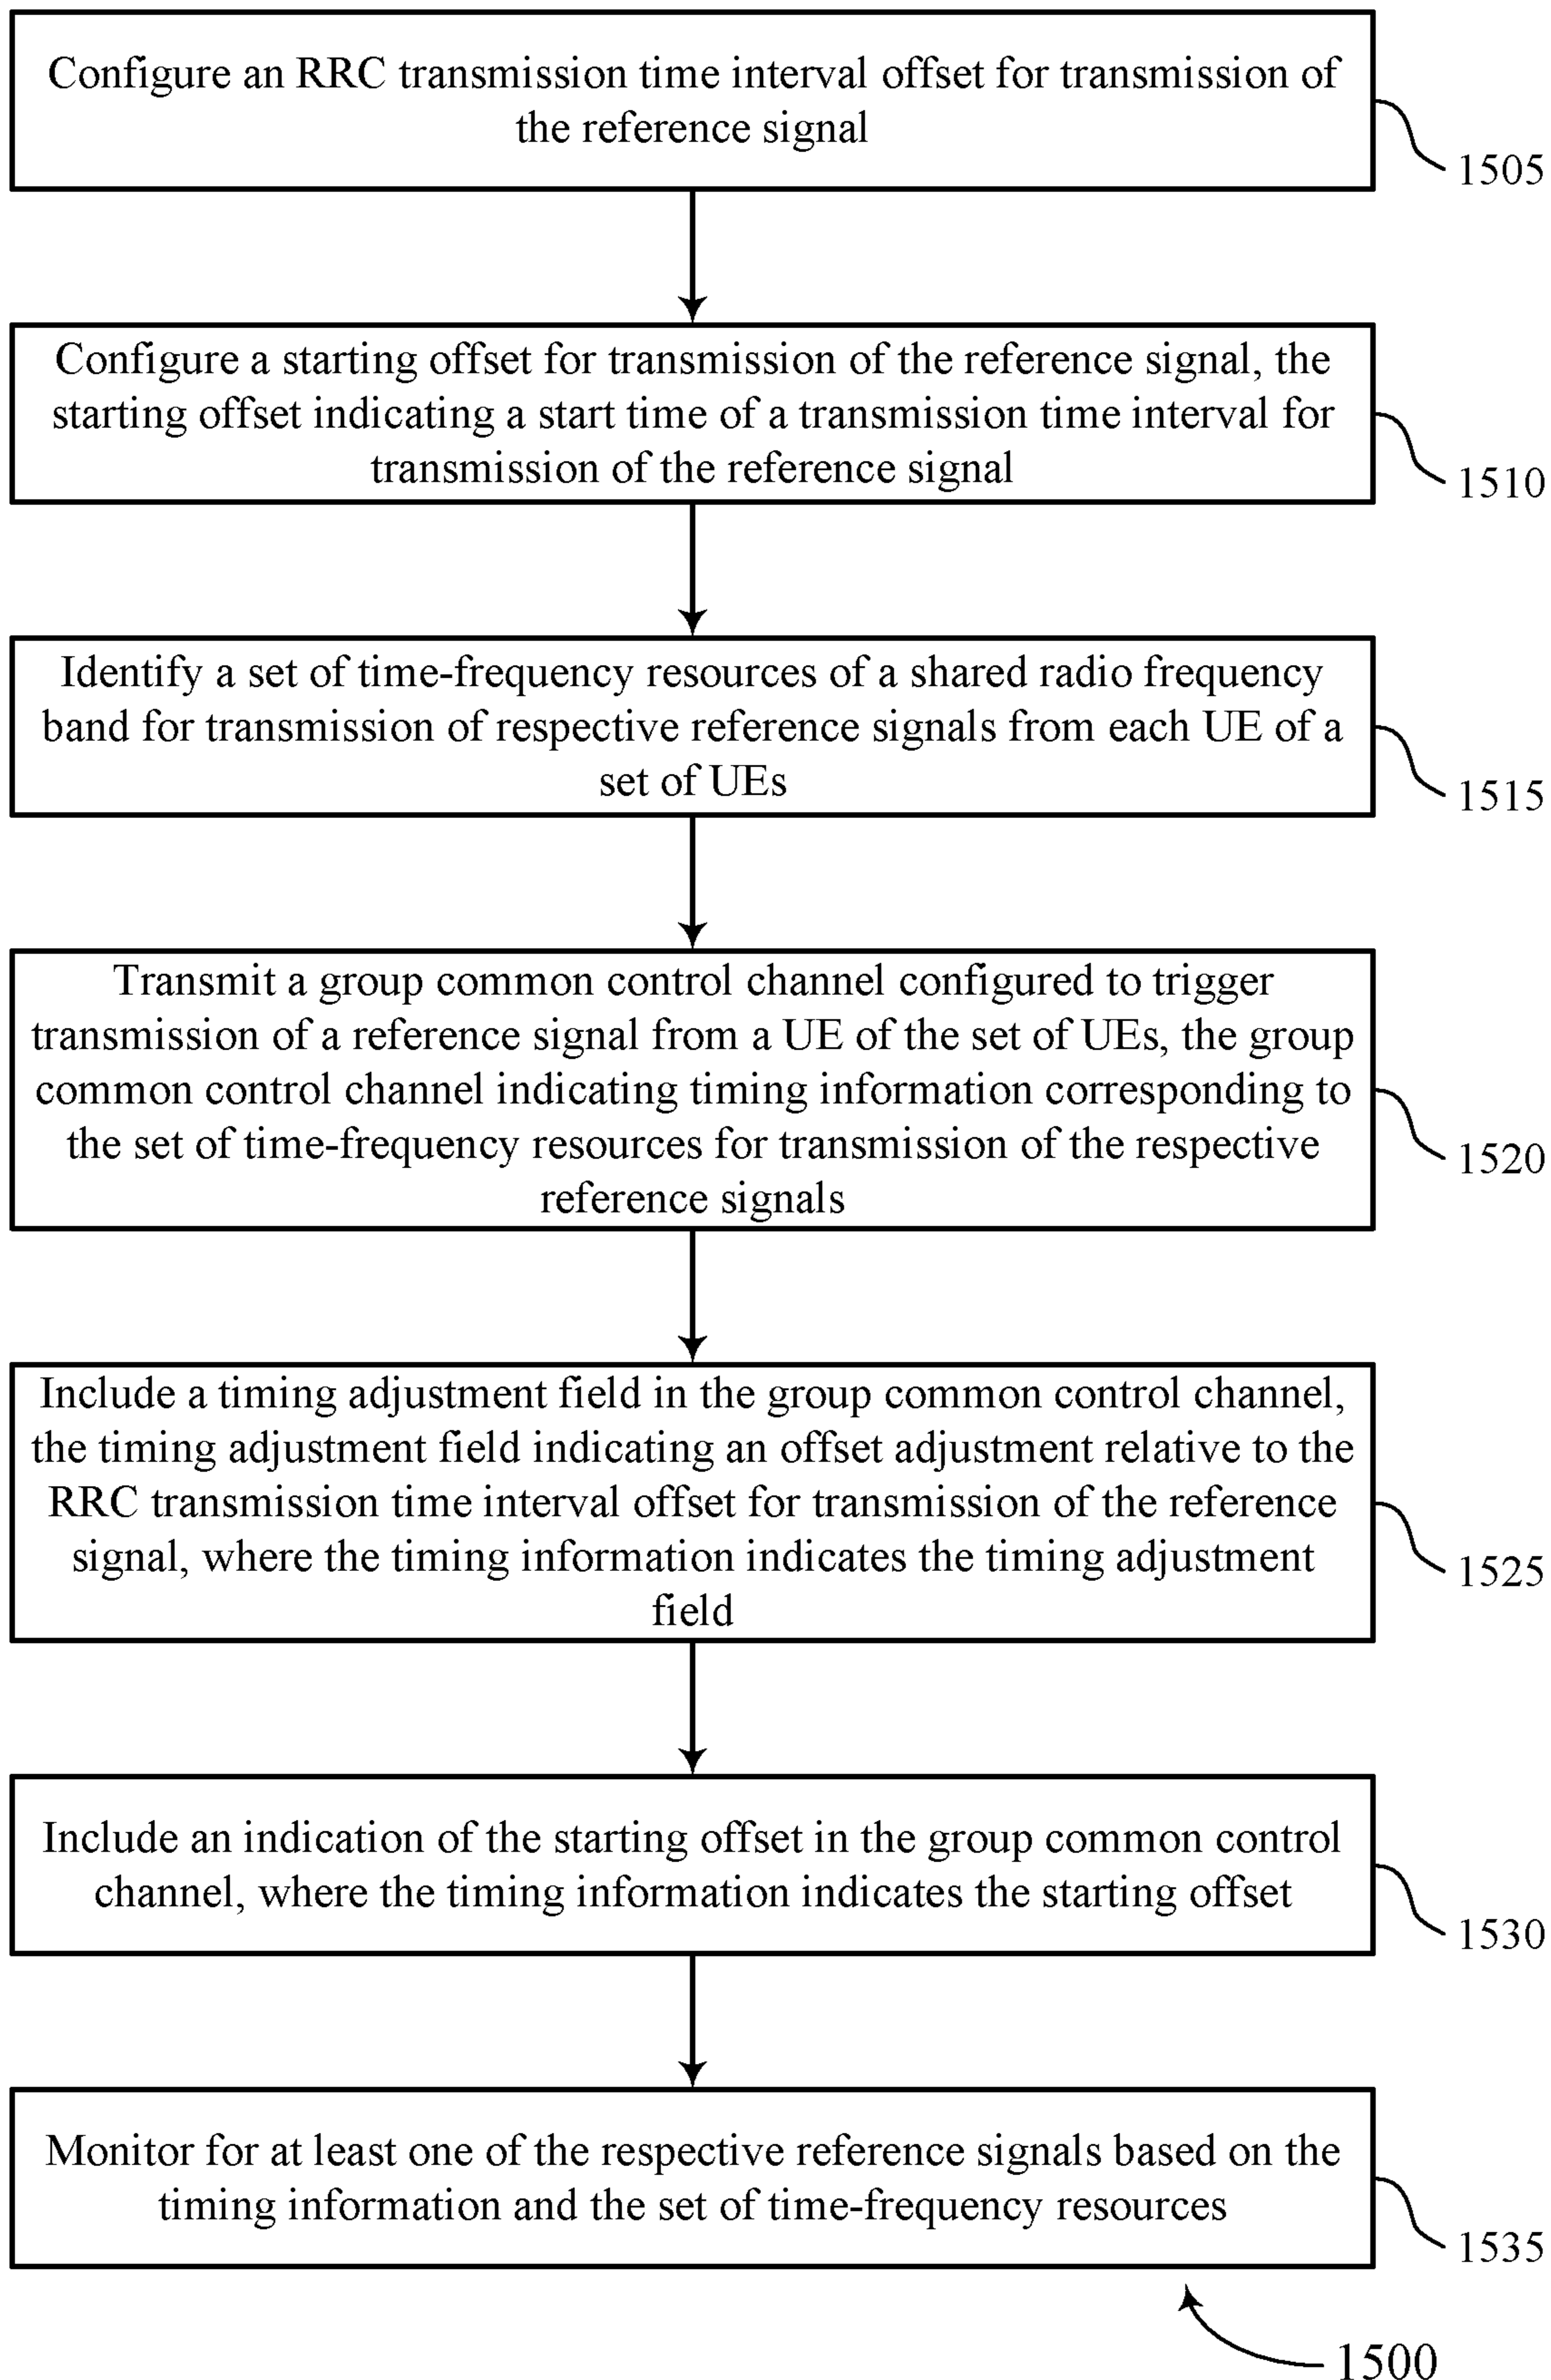 Configure an RRC transmission time interval offset for transmission of
the reference signal
1505
Configure a starting offset for transmission of the reference signal, the
starting offset indicating a start time of a transmission time interval for
transmission of the reference signal
1510
Identify a set of time-frequency resources of a shared radio frequency
band for transmission of respective reference signals from each UE of a
set of UEs
1515
Transmit a group common control channel configured to trigger
transmission of a reference signal from a UE of the set of UEs, the group
common control channel indicating timing information corresponding to
the set of time-frequency resources for transmission of the respective
reference signals
1520
Include a timing adjustment field in the group common control channel,
the timing adjustment field indicating an offset adjustment relative to the
RRC transmission time interval offset for transmission of the reference
signal, where the timing information indicates the timing adjustment
field
1525
Include an indication of the starting offset in the group common control
channel, where the timing information indicates the starting offset
1530
Monitor for at least one of the respective reference signals based on the
timing information and the set of time-frequency resources
1535
1500